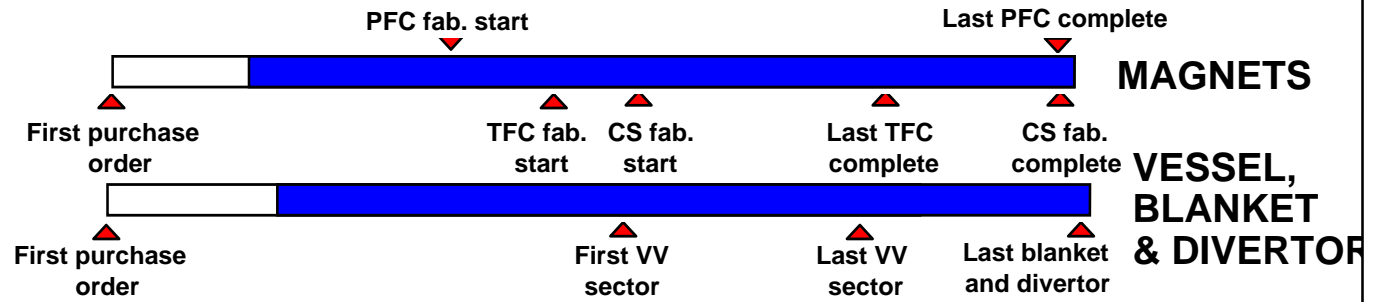 PFC fab. start
Last PFC complete
MAGNETS
First purchase
order
TFC fab.
start
CS fab.
start
Last TFC
complete
CS fab.
complete
VESSEL,
BLANKET
& DIVERTOR
First purchase
order
First VV
sector
Last VV
sector
Last blanket
and divertor